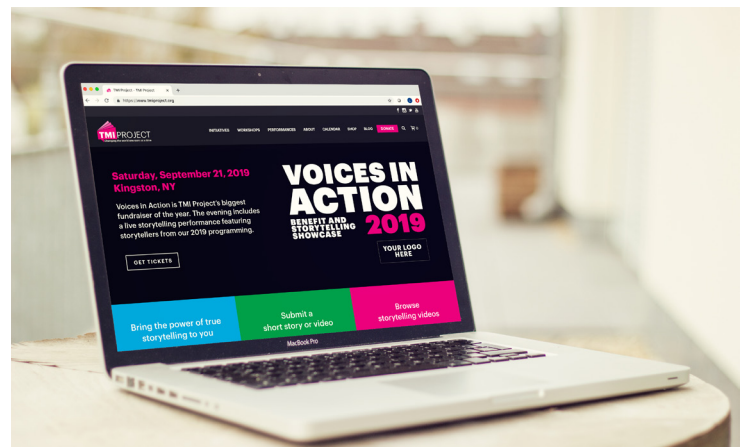 TMI Project - TMI Project
https://www.tmiproject.org
TMI PROJECT
INITIATIVES WORKSHOPS PERFORMANCES ABOUT CALENDAR SHOP BLOG DONATE
Saturday, September 21, 2019
Kingston, NY
Voices in Action is TMI Project's biggest
fundraiser of the year. The evening includes
a live storytelling performance featuring
storytellers from our 2019 programming.
GET TICKETS
VOICES IN
ACTION
BENEFIT AND
STORYTELLING
SHOWCASE
2019
YOUR LOGO
HERE
Bring the power of true
storytelling to you
Submit a
short story or video
Browse
storytelling videos
MacBook Pro